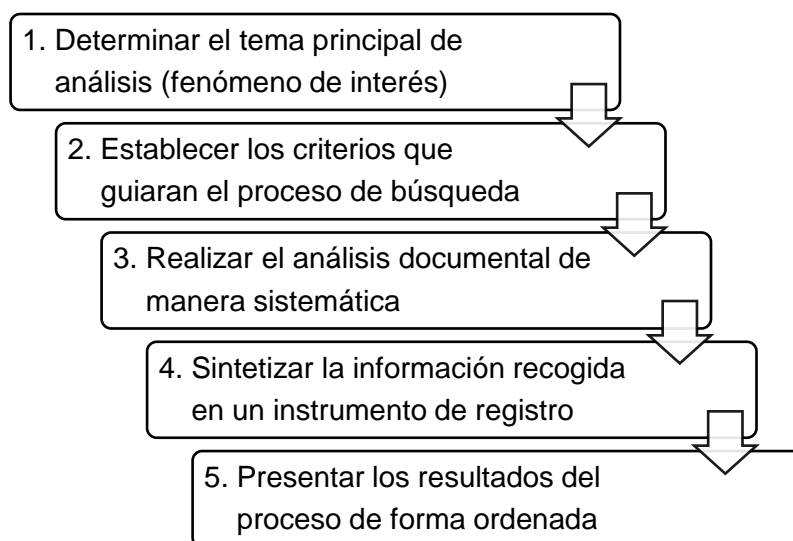 1. Determinar el tema principal de
análisis (fenómeno de interés)
2. Establecer los criterios que
guiaran el proceso de búsqueda
3. Realizar el análisis documental de
manera sistemática
4. Sintetizar la información recogida
en un instrumento de registro
5. Presentar los resultados del
proceso de forma ordenada